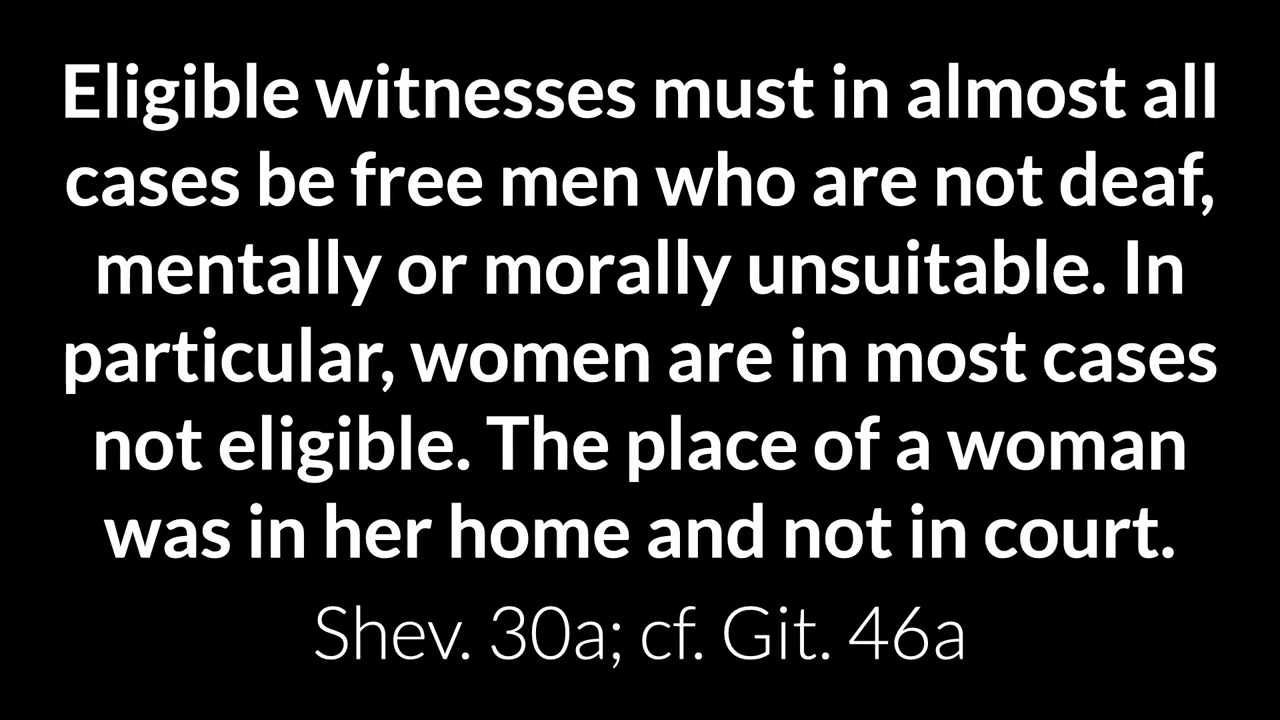 Eligible witnesses must in almost all
cases be free men who are not deaf,
mentally or morally unsuitable. In
particular, women are in most cases
not eligible. The place of a woman
was in her home and not in court.
Shev. 30a; cf. Git. 46a